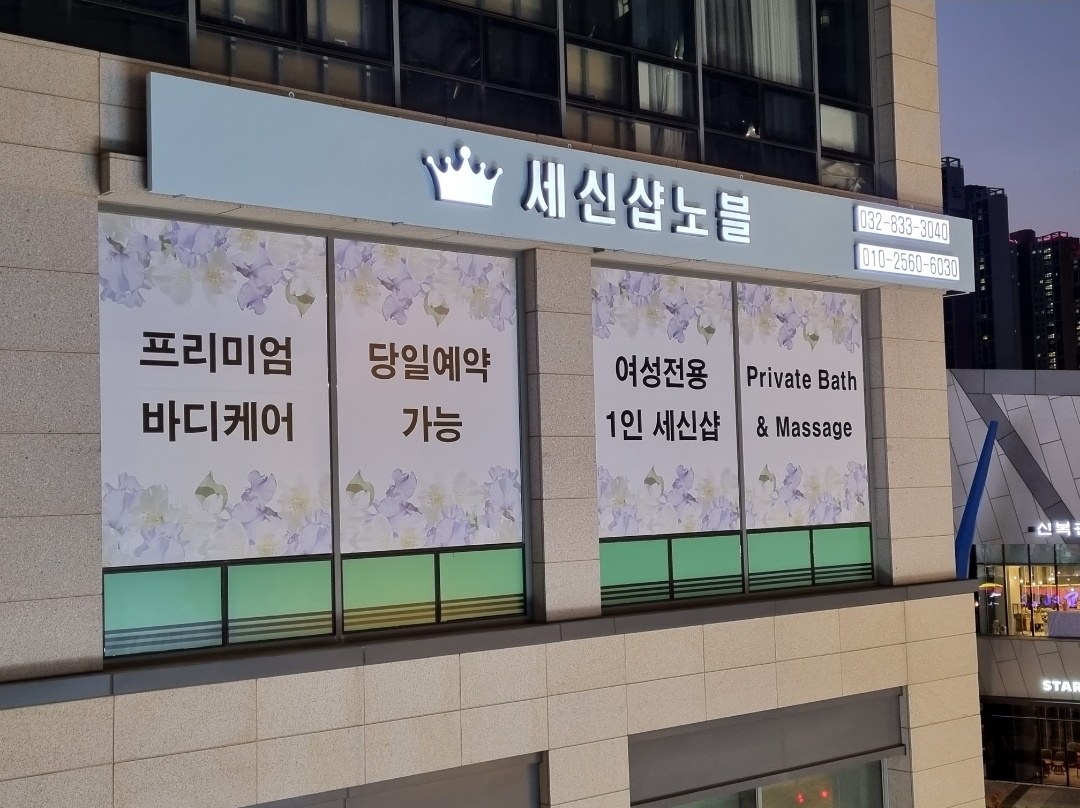 세신샵노블
032-833-3040
010-2560-6030
프리미엄
바디케어
당일예약
가능
여성전용
1인 세신샵
Private Bath
& Massage